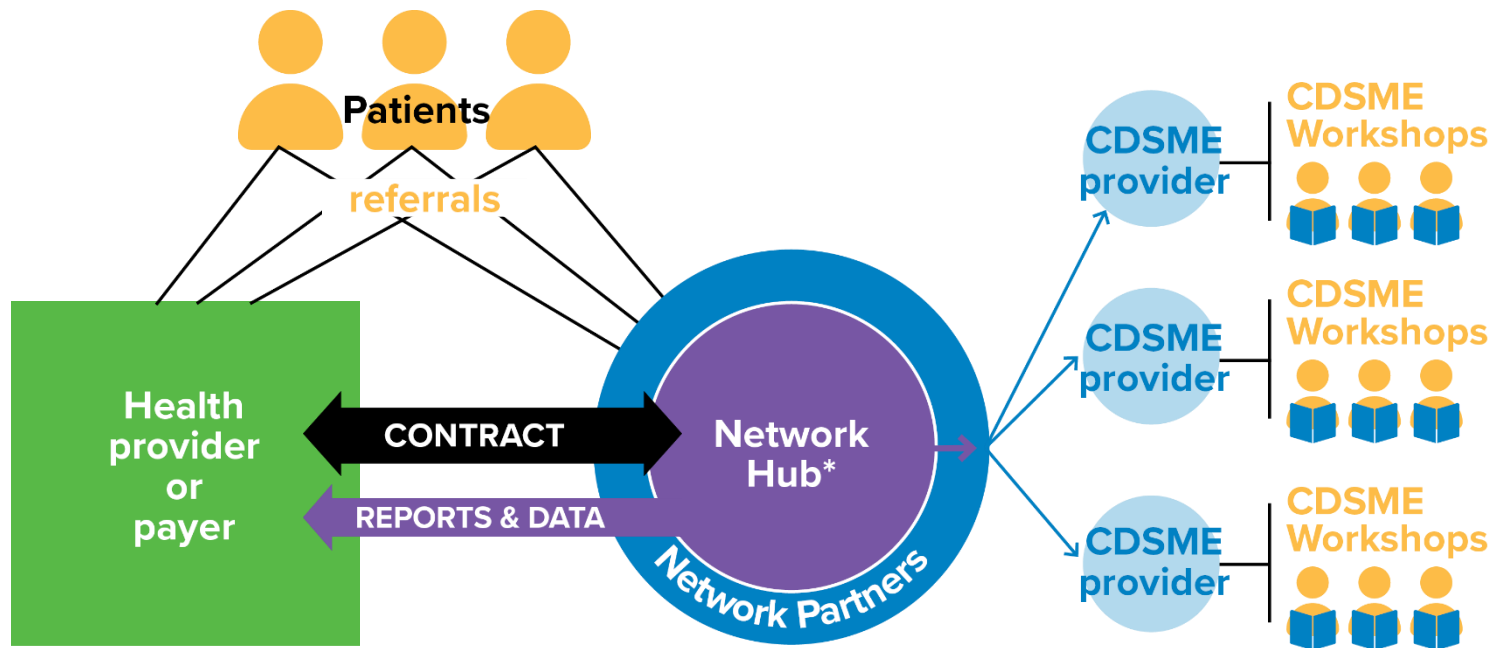 Patients
referrals
Health
provider
or
payer
CONTRACT
REPORTS & DATA
Network
Hub*
Network Partners
CDSME
provider
CDSME
Workshops
CDSME
provider
CDSME
Workshops
CDSME
provider
CDSME
Workshops